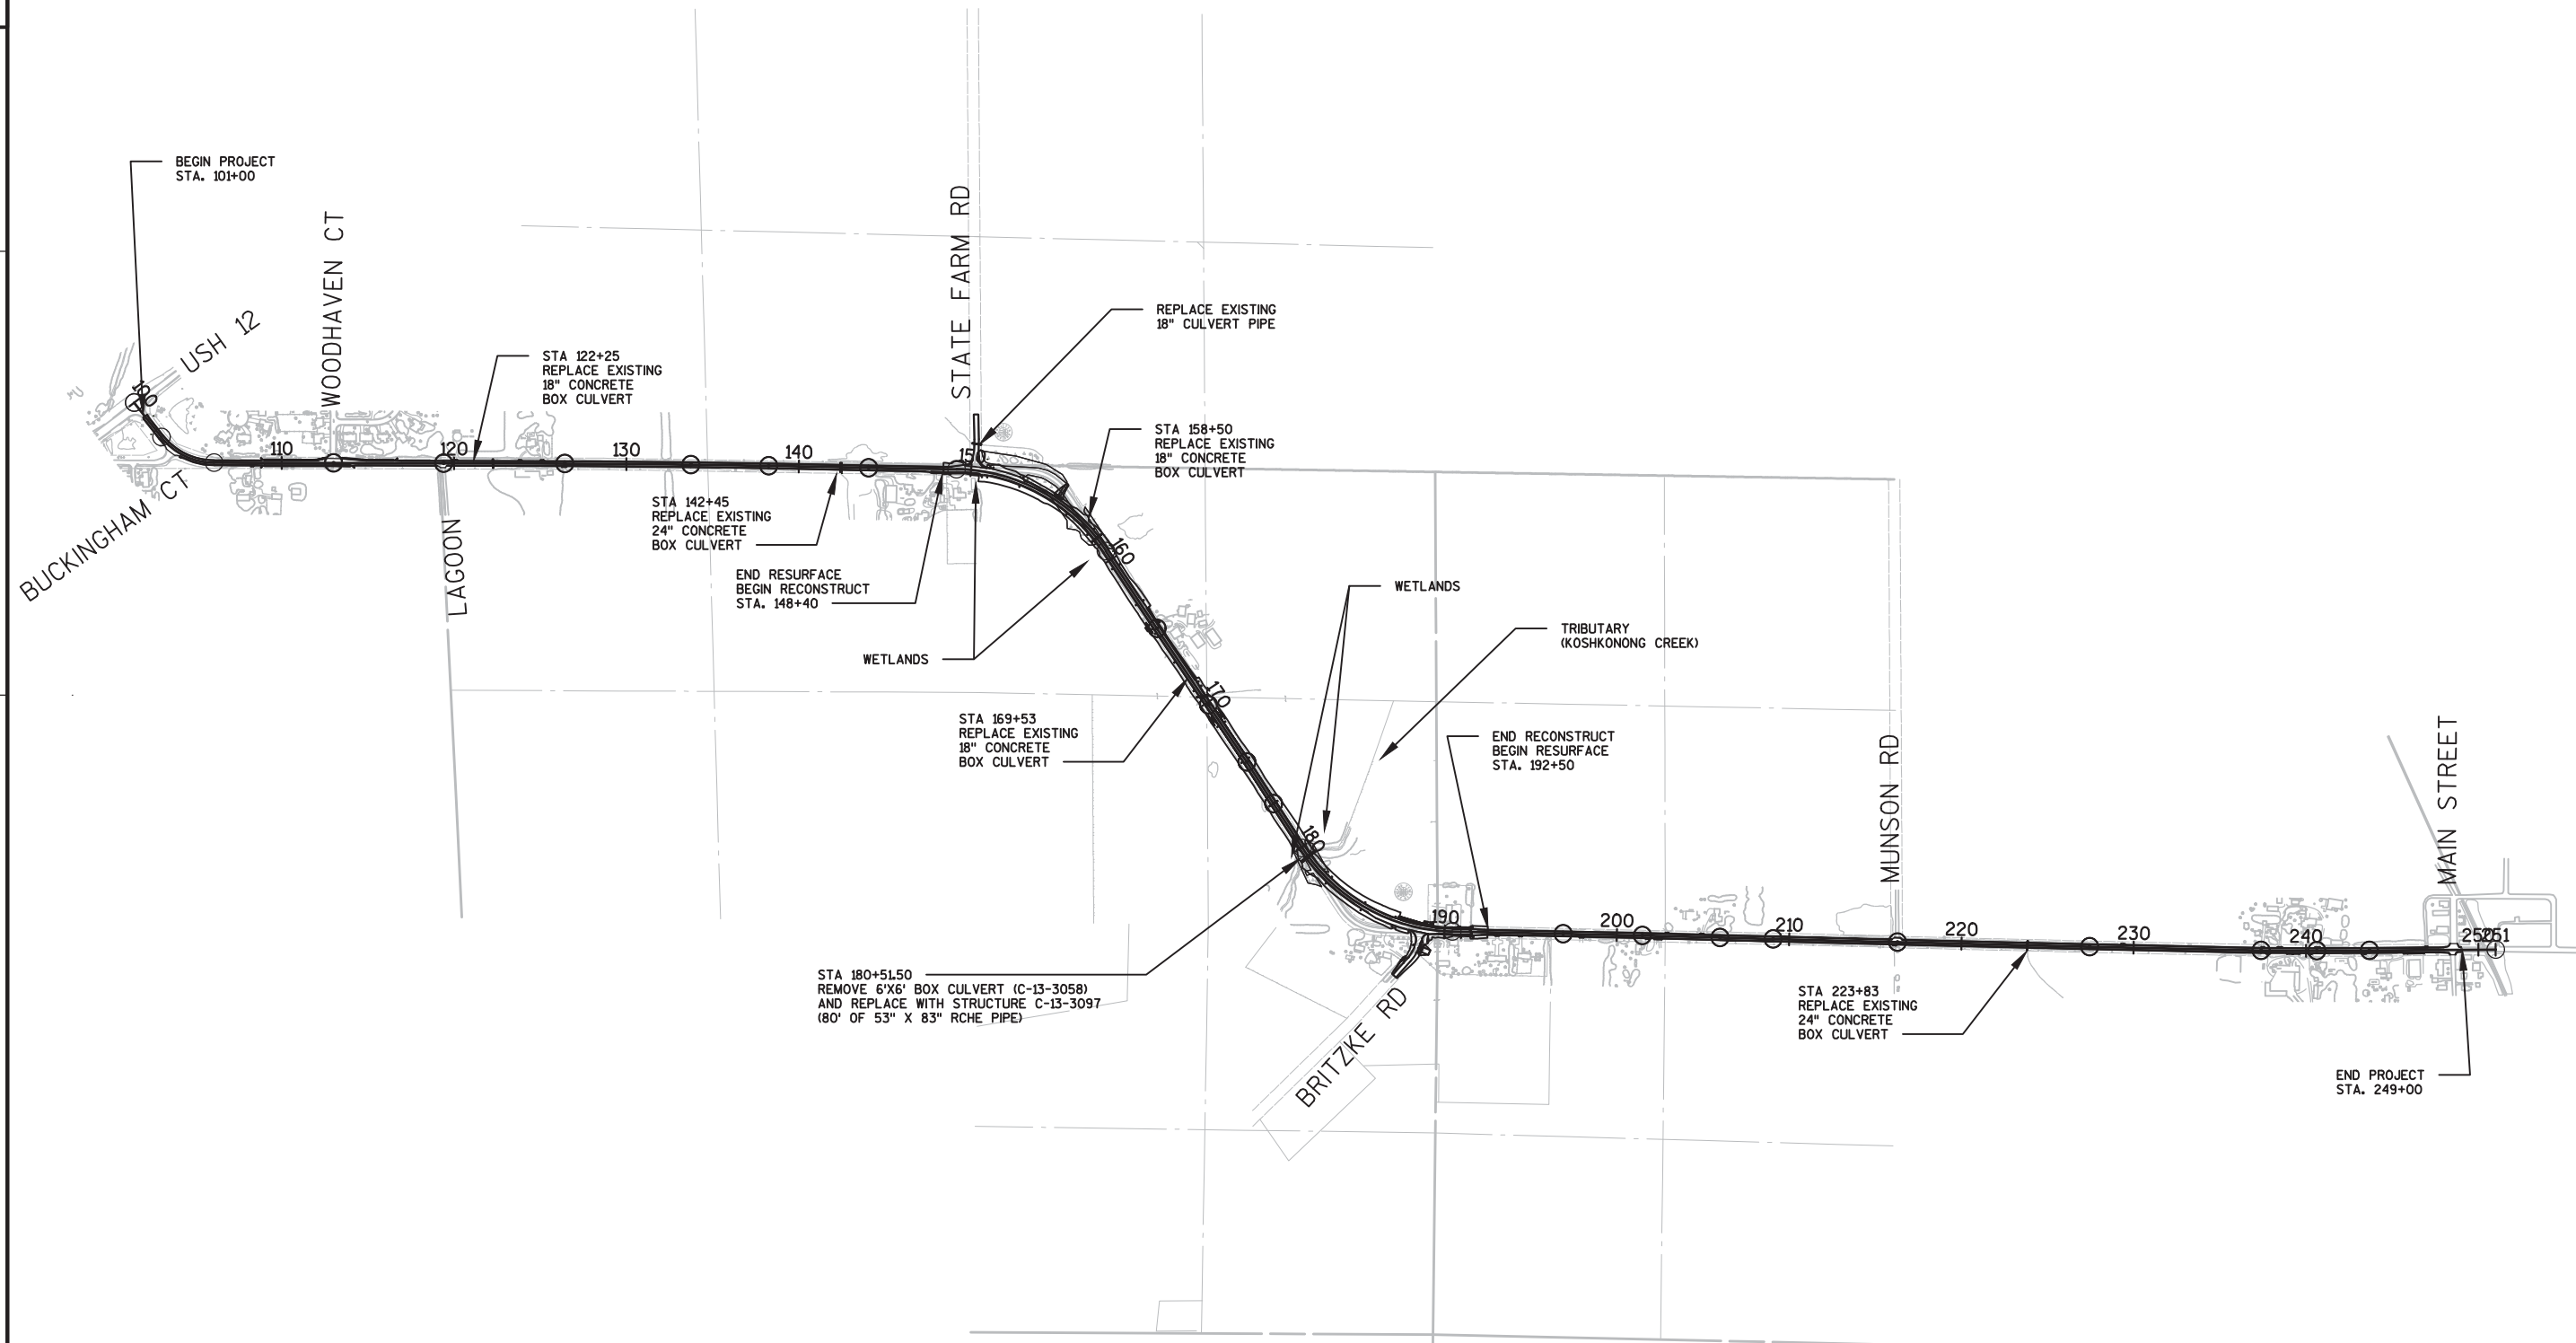 BEGIN PROJECT
STA. 101+00
WOODHAVEN CT
STATE FARM RD
USH 12
BUCKINGHAM CT
LAGOON
STA 122+25
REPLACE EXISTING
18" CONCRETE
BOX CULVERT
REPLACE EXISTING
18" CULVERT PIPE
STA 158+50
REPLACE EXISTING
18" CONCRETE
BOX CULVERT
110
120
130
140
150
STA 142+45
REPLACE EXISTING
24" CONCRETE
BOX CULVERT
END RESURFACE
BEGIN RECONSTRUCT
STA. 148+40
WETLANDS
160
WETLANDS
TRIBUTARY
(KOSHKONONG CREEK)
170
STA 169+53
REPLACE EXISTING
18" CONCRETE
BOX CULVERT
END RECONSTRUCT
BEGIN RESURFACE
STA. 192+50
MUNSON RD
MAIN STREET
180
190
200
210
220
230
240
250
251
STA 180+51.50
REMOVE 6'X6' BOX CULVERT (C-13-3058)
AND REPLACE WITH STRUCTURE C-13-3097
(80' OF 53" X 83" RCHE PIPE)
BRITZKE RD
STA 223+83
REPLACE EXISTING
24" CONCRETE
BOX CULVERT
END PROJECT
STA. 249+00